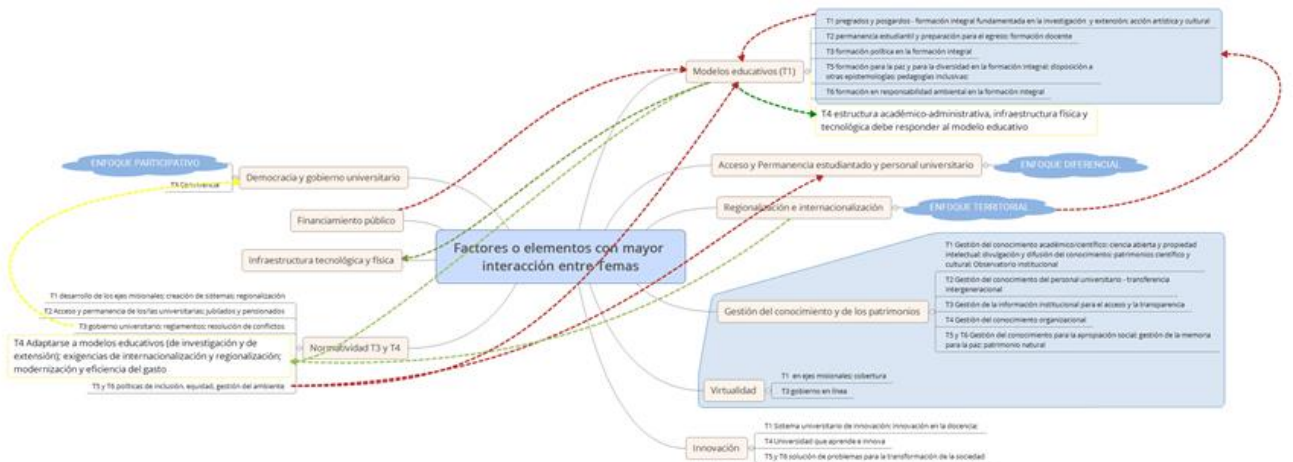 T1 pregrados y posgardos - formación integral fundamentada en la investigación y extensión; acción artística y cultural
T2 permanencia estudiantil y preparación para el egreso; formación docente
T3 formación política en la formación integral
T5 formación para la paz y para la diversidad en la formación integral; disposición a
otras epistemologías; pedagogías inclusivas;
T6 formación en responsabilidad ambiental en la formación integral
Modelos educativos (T1)
T4 estructura académico-administrativa, infraestructura física y
tecnológica debe responder al modelo educativo
ENFOQUE PARTICIPATIVO
Democracia y gobierno universitario
Convivencial
Acceso y Permanencia estudiantado y personal universitario
ENFOQUE DIFERENCIAL
Financiamiento público
Regionalización e internacionalización
ENFOQUE TERRITORIAL
Factores o elementos con mayor
interacción entre Temas
Infraestructura tecnológica y física
T1 Gestión del conocimiento académico/científico: ciencia abierta y propiedad
intelectual; divulgación y difusión del conocimiento; patrimonios científico y
cultural; Observatorio institucional
T2 Gestión del conocimiento del personal universitario - transferencia
intergeneracional
T3 Gestión de la información institucional para el acceso y la transparencia
T4 Gestión del conocimiento organizacional
T5 y T6 Gestión del conocimiento para la apropiación social; gestión de la memoria
para la paz; patrimonio natural
Gestión del conocimiento y de los patrimonios
T1 desarrollo de los ejes misionales; creación de sistemas; regionalización
T2 Acceso y permanencia de los/las universitarias; jubilados y pensionados
T3 gobierno universitario; reglamentos; resolución de conflictos
T4 Adaptarse a modelos educativos (de investigación y de
extensión); exigencias de internacionalización y regionalización;
modernización y eficiencia del gasto
T5 y T6 políticas de inclusión, equidad, gestión del ambiente
Normatividad T3 y T4
Virtualidad
T1 en ejes misionales; cobertura
T3 gobierno en línea
Innovación
T1 Sistema universitario de innovación; innovación en la docencia;
T4 Universidad que aprende e innova
T5 y T6 solución de problemas para la transformación de la sociedad